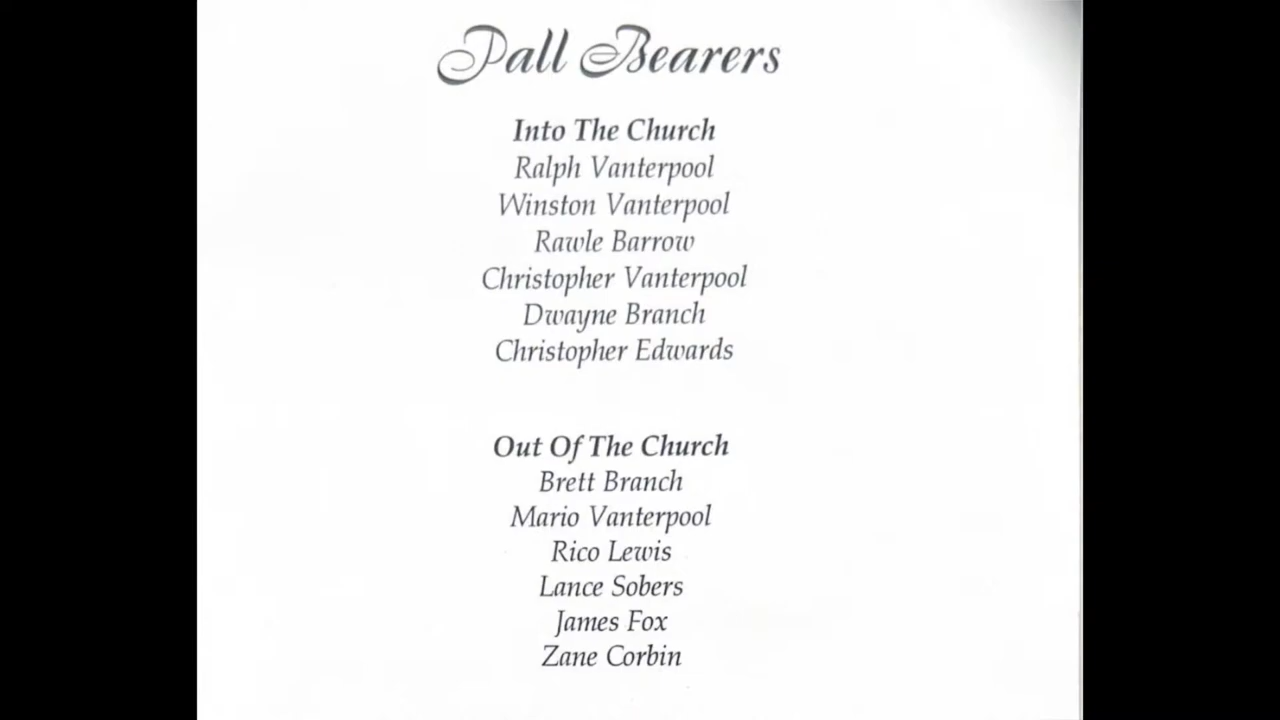 Pall Bearers
Into The Church
Ralph Vanterpool
Winston Vanterpool
Rawle Barrow
Christopher Vanterpool
Dwayne Branch
Christopher Edwards
Out Of The Church
Brett Branch
Mario Vanterpool
Rico Lewis
Lance Sobers
James Fox
Zane Corbin